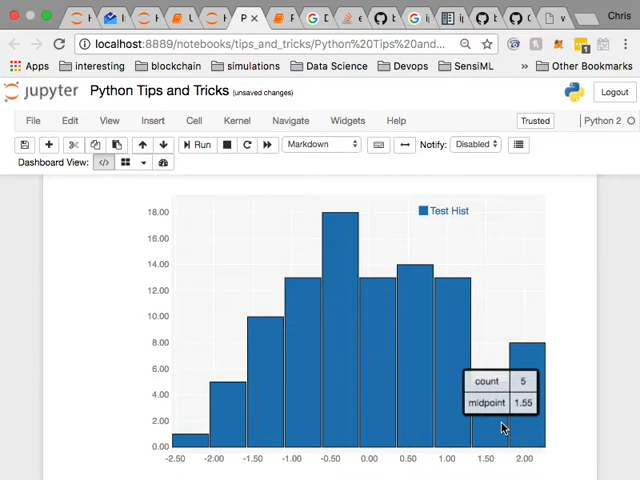 P
Chris
localhost:8889/notebooks/tips_and_tricks/Python%20Tips%20and...
Apps interesting blockchain simulations Data Science Devops SensiML » Other Bookmarks
jupyter Python Tips and Tricks (unsaved changes) Logout
File Edit View Insert Cell Kernel Navigate Widgets Help Trusted Python 2
Run Markdown Notify: Disabled
Dashboard View:
Test Hist
18.00
16.00
14.00
12.00
10.00
8.00
6.00
4.00
2.00
0.00
count 5
midpoint 1.55
-2.50 -2.00 -1.50 -1.00 -0.50 0.00 0.50 1.00 1.50 2.00